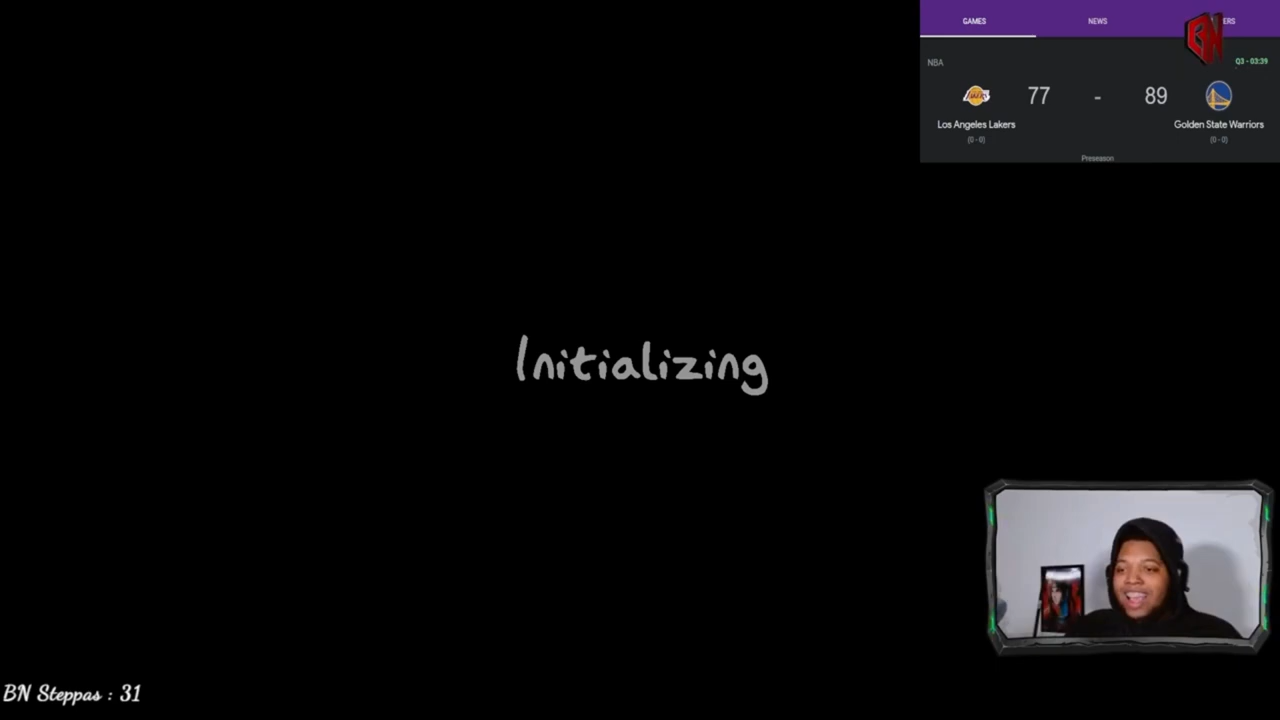 GAMES NEWS ERS
NBA Q3 - 03:39
77 - 89
Los Angeles Lakers Golden State Warriors
(0 - 0) (0 - 0)
Preseason
Initializing
BN Steppas : 31